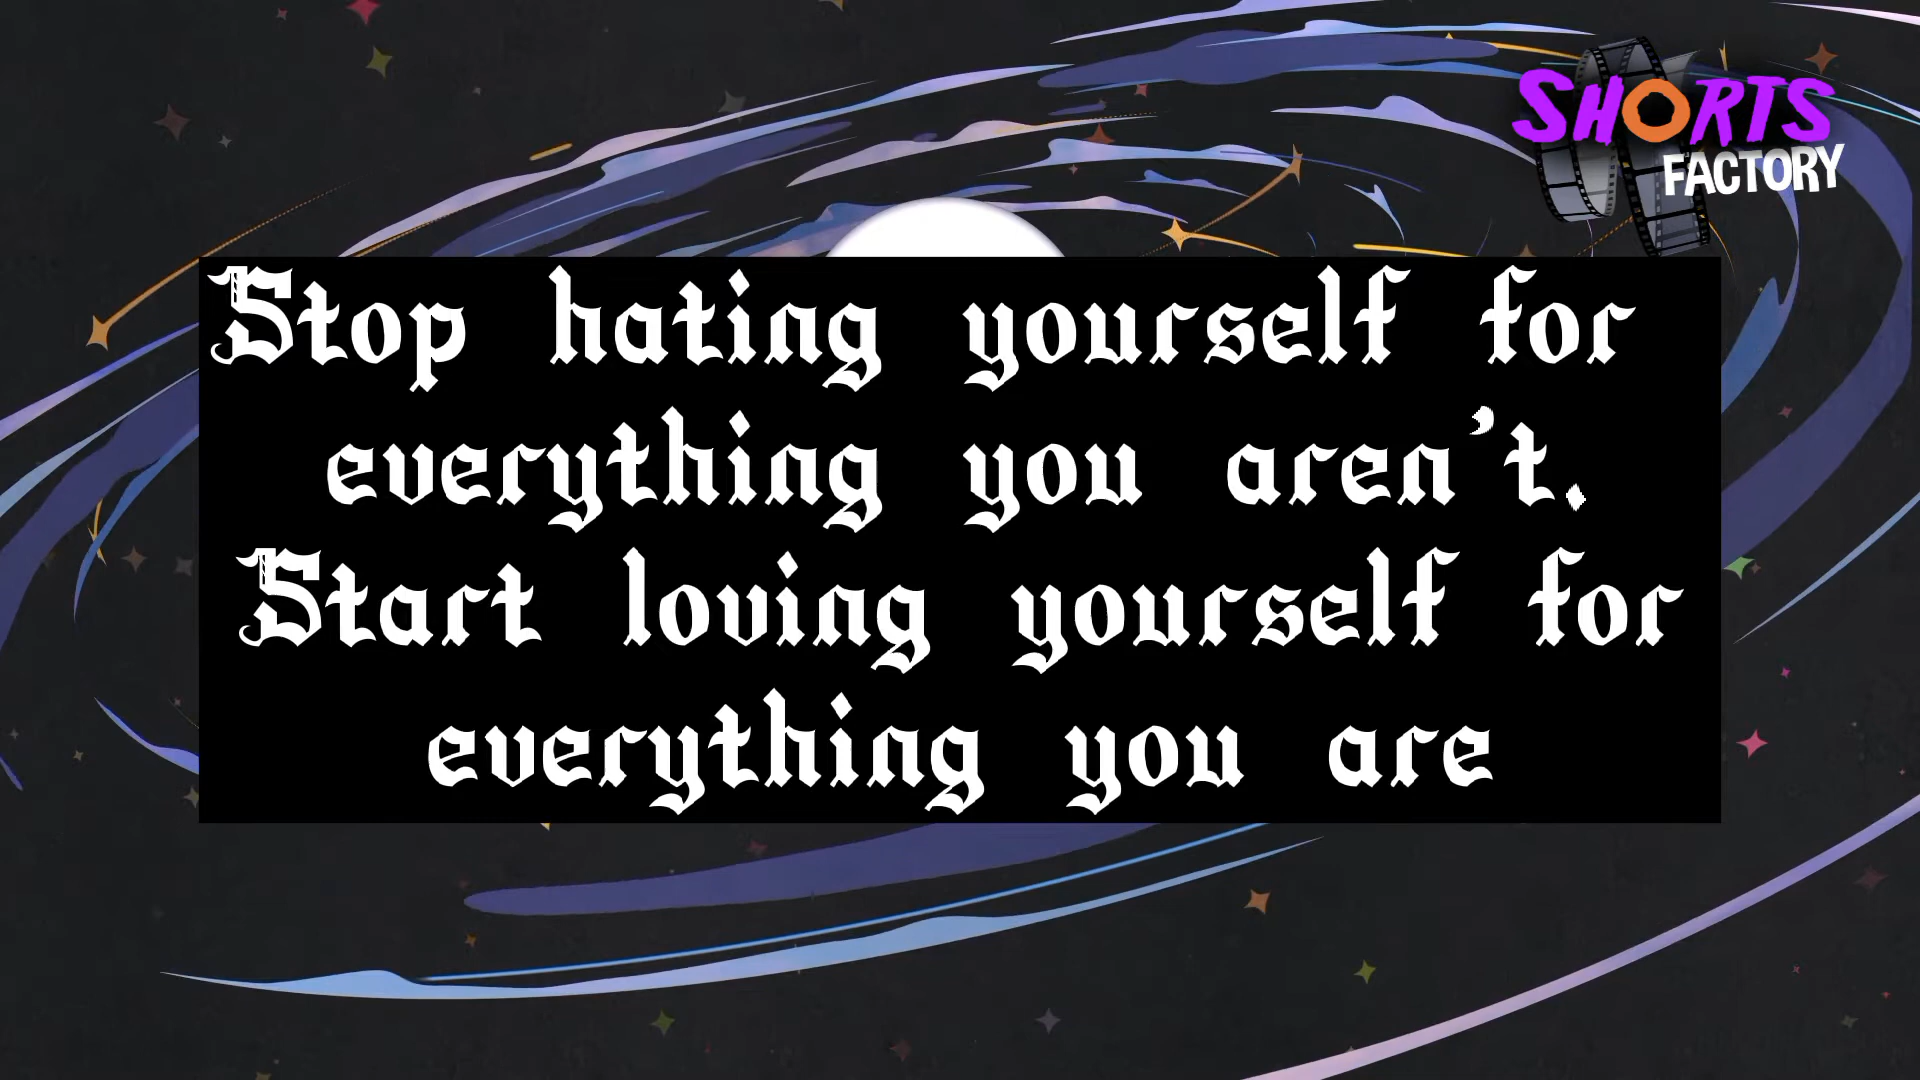 SHORTS
FACTORY
Stop hating yourself for
everything you aren't.
Start loving yourself for
everything you are